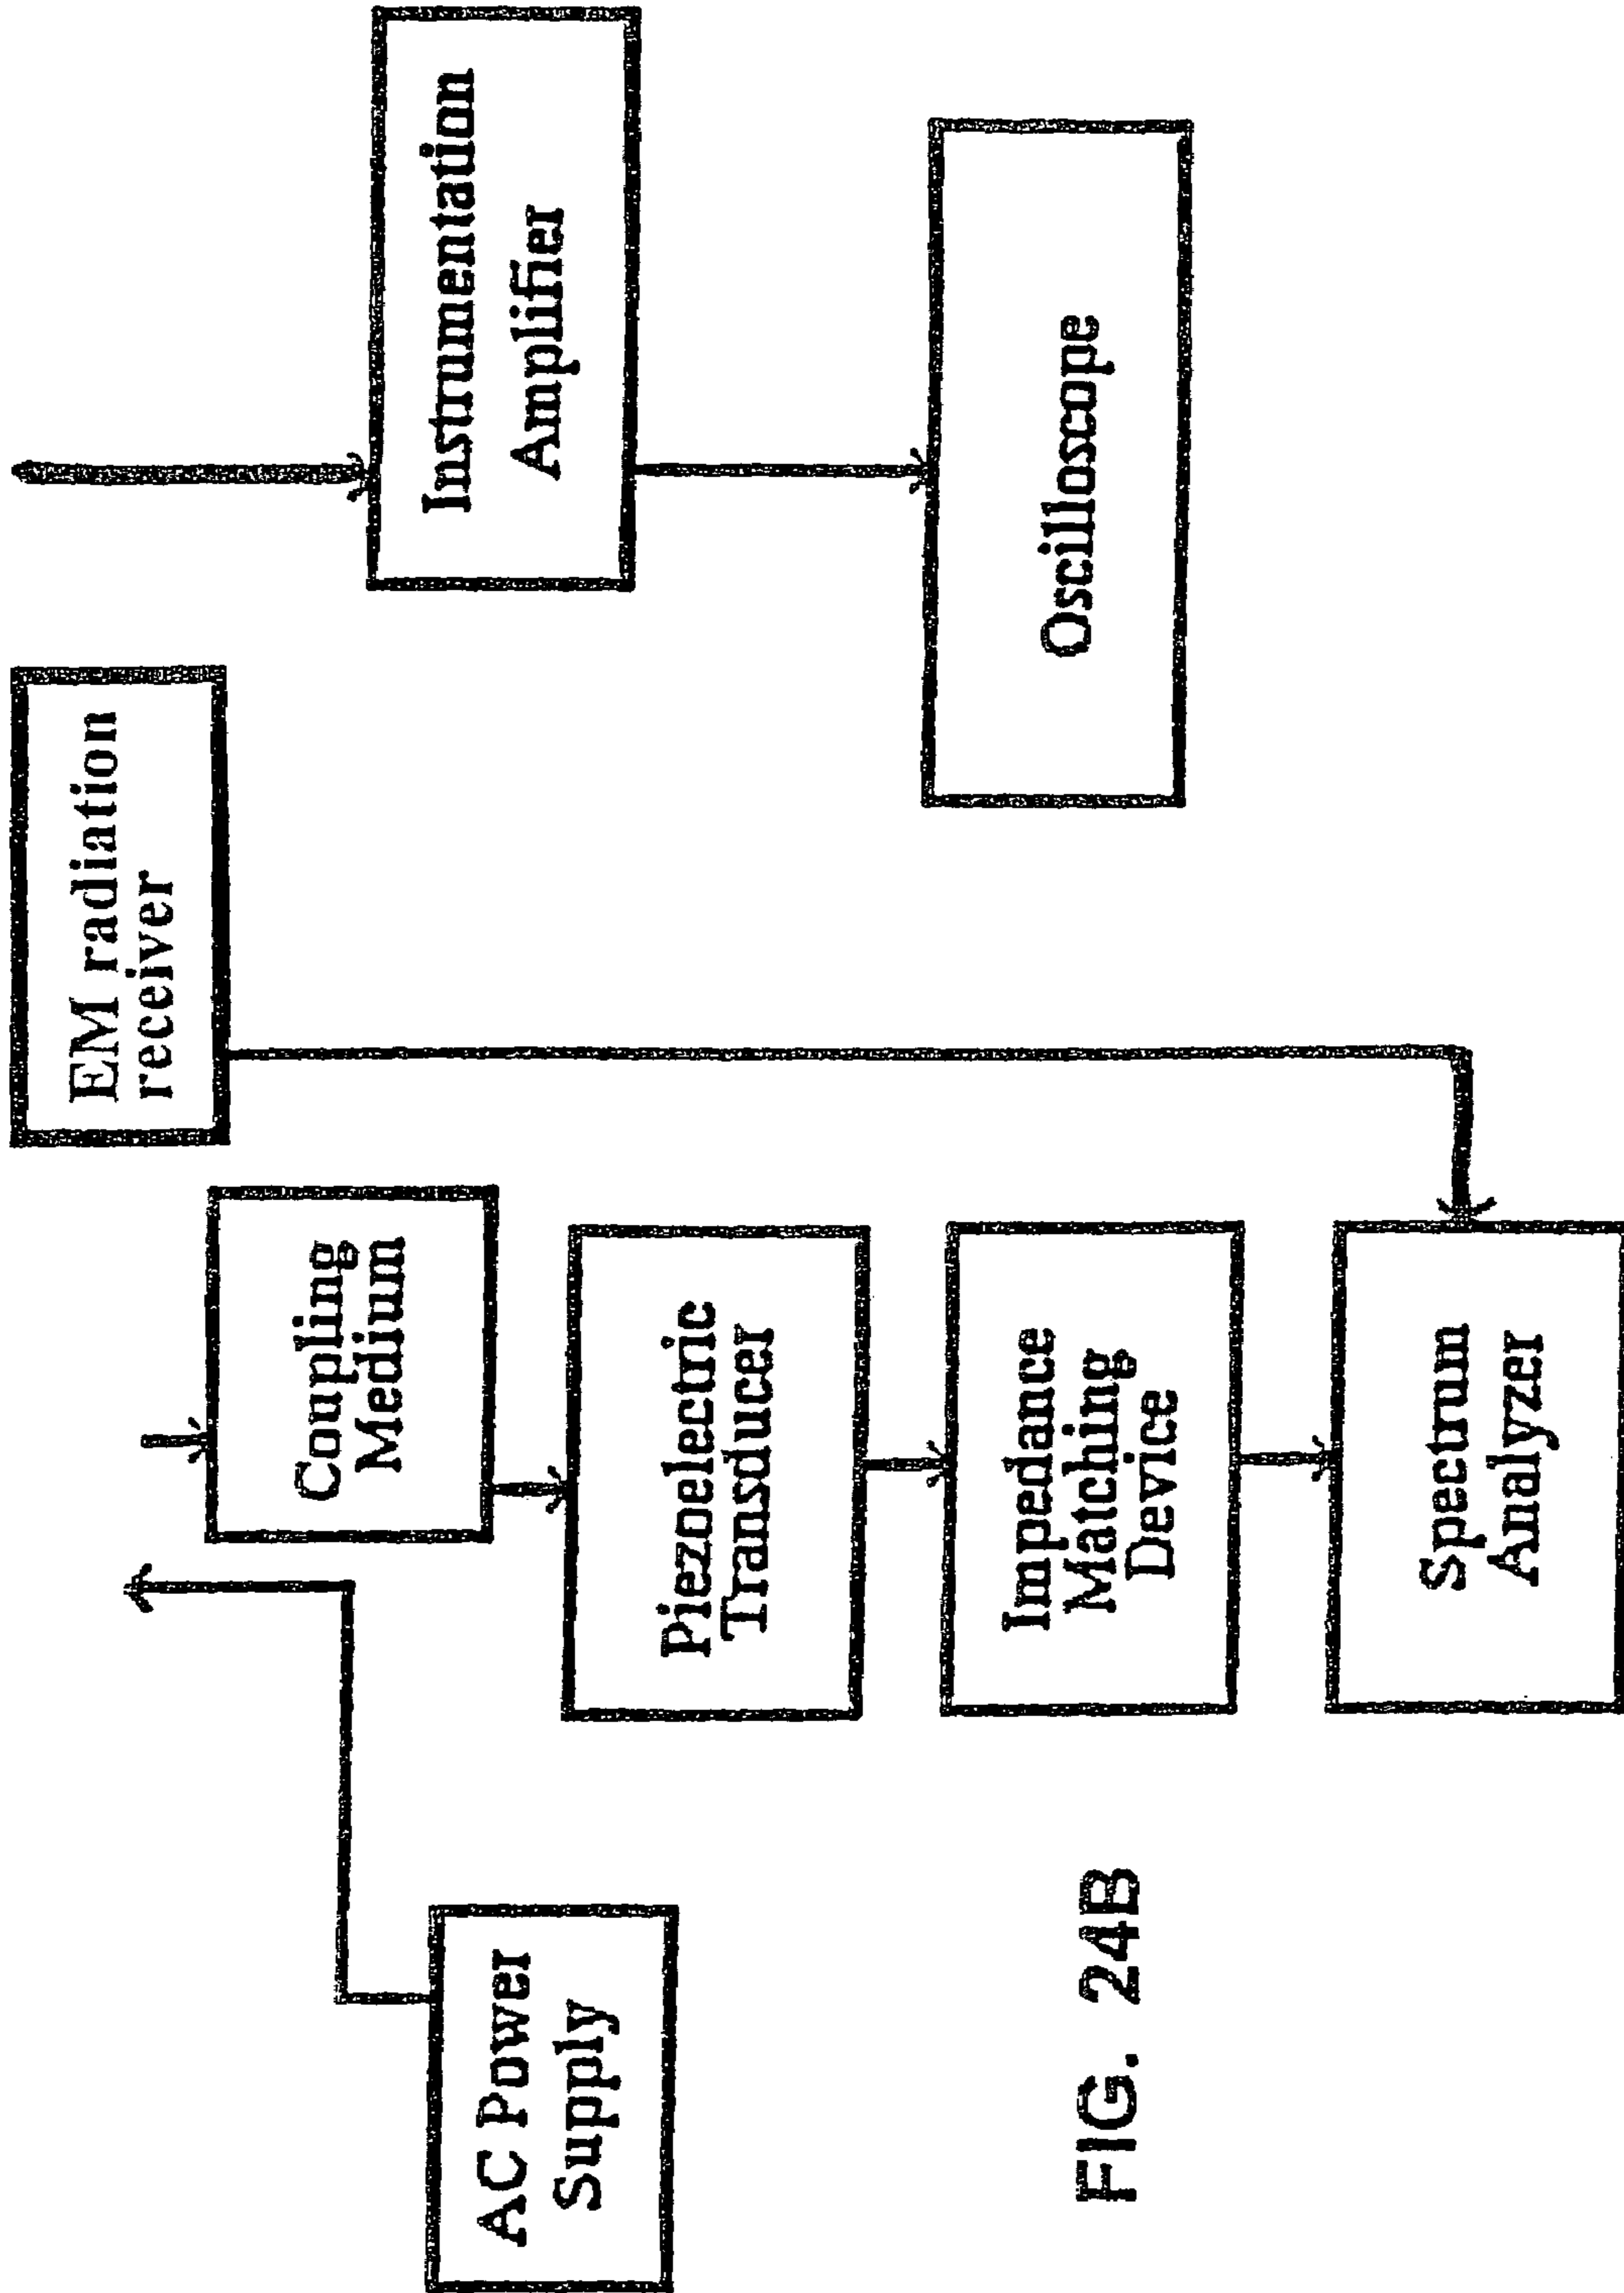 AC Power
Supply
Coupling
Medium
Piezoelectric
Transducer
Impedance
Matching
Device
Spectrum
Analyzer
EM radiation
receiver
Instrumentation
Amplifier
Oscilloscope
FIG. 24B